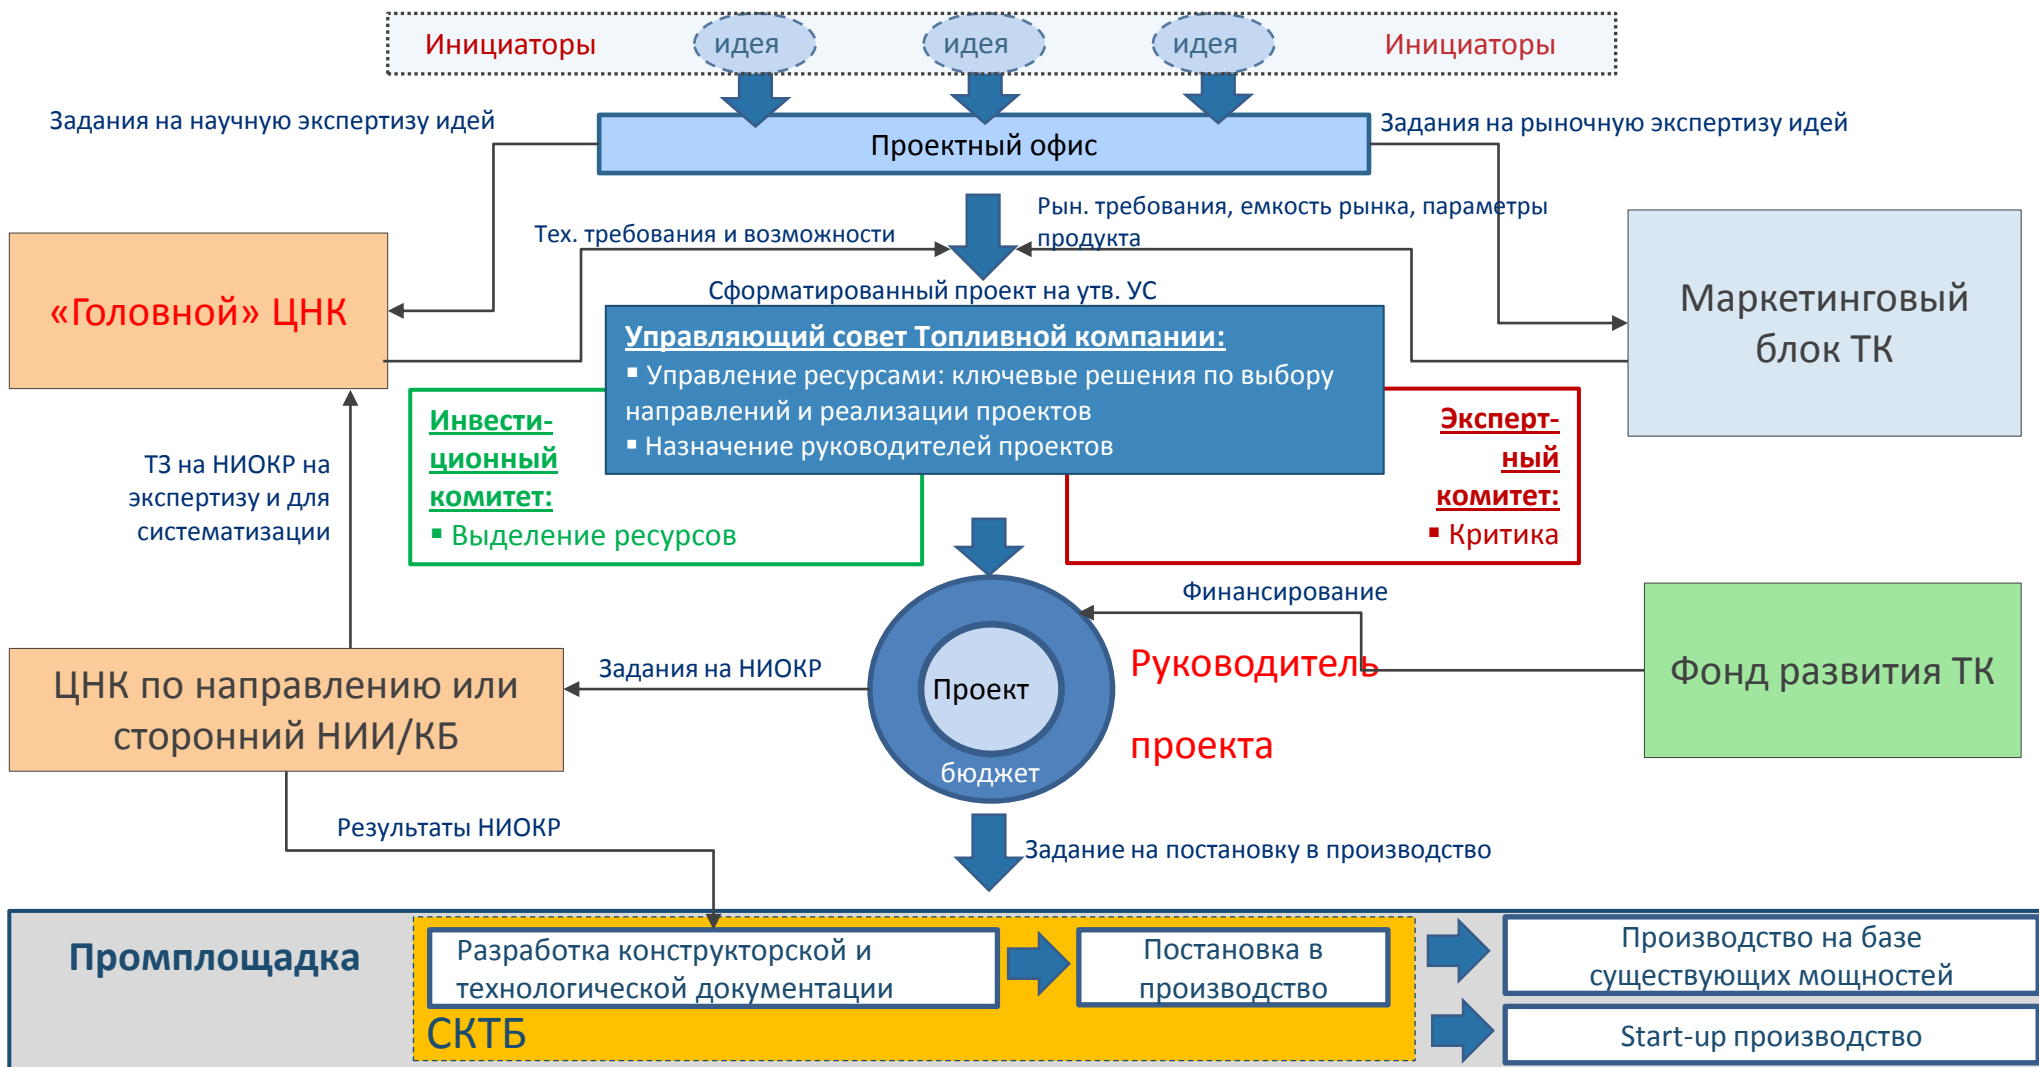 Инициаторы
идея
идея
идея
Инициаторы
Задания на научную экспертизу идей
Задания на рыночную экспертизу идей
Проектный офис
Рын. требования, емкость рынка, параметры
продукта
Тех. требования и возможности
«Головной» ЦНК
Маркетинговый
блок ТК
Сформатированный проект на утв. УС
Управляющий совет Топливной компании:
▪ Управление ресурсами: ключевые решения по выбору
направлений и реализации проектов
▪ Назначение руководителей проектов
Инвести-
ционный
комитет:
▪ Выделение ресурсов
Эксперт-
ный
комитет:
▪ Критика
ТЗ на НИОКР на
экспертизу и для
систематизации
Финансирование
ЦНК по направлению или
сторонний НИИ/КБ
Задания на НИОКР
Проект
бюджет
Руководитель
проекта
Фонд развития ТК
Результаты НИОКР
Задание на постановку в производство
Промплощадка
Разработка конструкторской и
технологической документации
Постановка в
производство
СКТБ
Производство на базе
существующих мощностей
Start-up производство